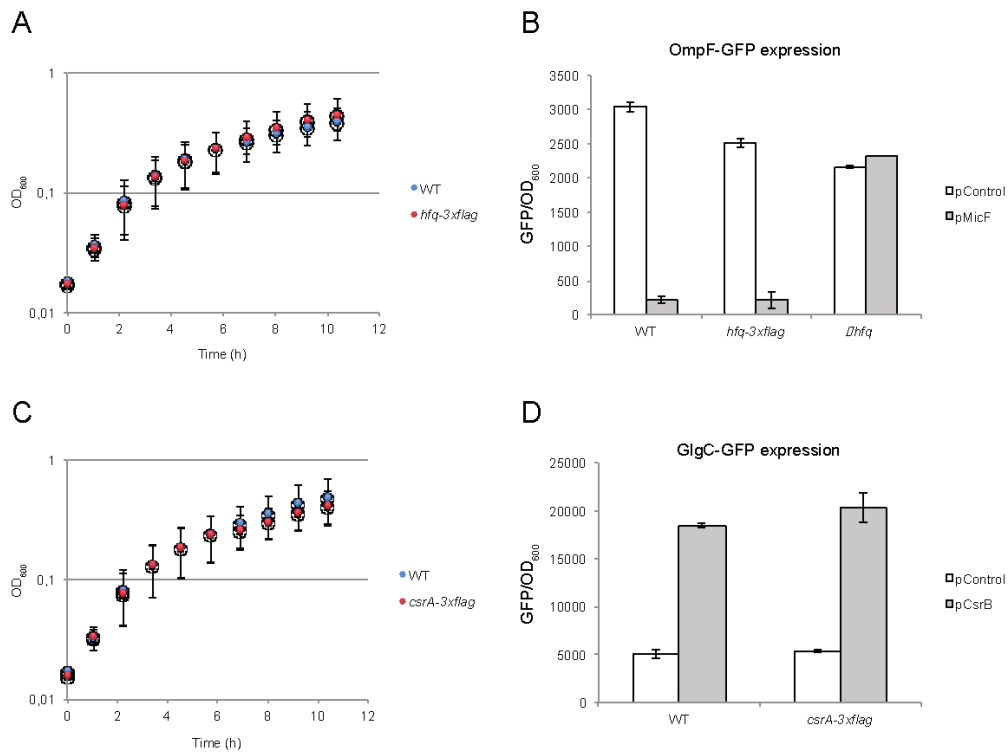 A
1
0,1
0,01
OD600
0
2
4
6
8
10
12
Time (h)
WT
hfq-3xflag
B
OmpF-GFP expression
3500
3000
2500
2000
1500
1000
500
0
GFP/OD600
WT
hfq-3xflag
hfq
pControl
pMicF
C
1
0,1
0,01
OD600
0
2
4
6
8
10
12
Time (h)
WT
csrA-3xflag
D
GlgC-GFP expression
25000
20000
15000
10000
5000
0
GFP/OD600
WT
csrA-3xflag
pControl
pCsrB